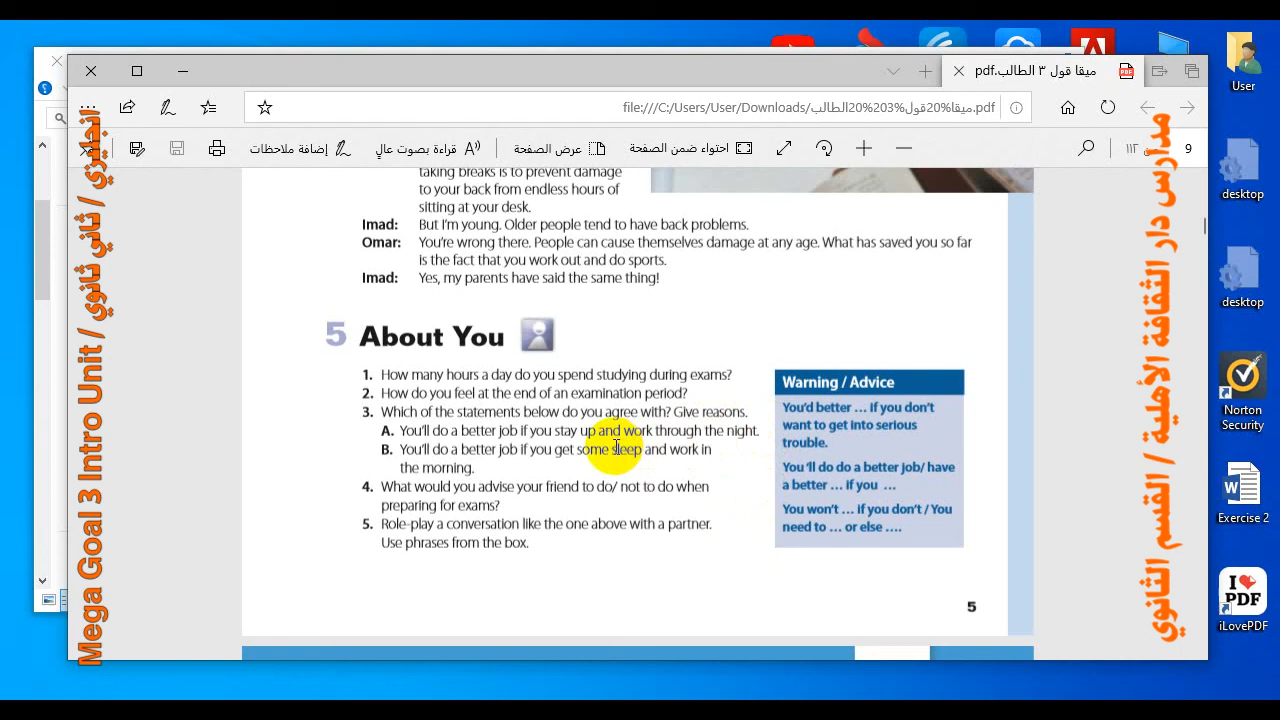 ميقا قول ٣ الطالب.pdf
file:///C:/Users/User/Downloads/ميقا%20قول%203%20الطالب.pdf
قراءة بصوت عالٍ
إضافة ملاحظات
عرض الصفحة
احتواء ضمن الصفحة
9
من ١١٢
taking breaks is to prevent damage
to your back from endless hours of
sitting at your desk.
Imad: But I'm young. Older people tend to have back problems.
Omar: You're wrong there. People can cause themselves damage at any age. What has saved you so far
is the fact that you work out and do sports.
Imad: Yes, my parents have said the same thing!
5 About You
1. How many hours a day do you spend studying during exams?
2. How do you feel at the end of an examination period?
3. Which of the statements below do you agree with? Give reasons.
A. You'll do a better job if you stay up and work through the night.
B. You'll do a better job if you get some sleep and work in
the morning.
4. What would you advise your friend to do/ not to do when
preparing for exams?
5. Role-play a conversation like the one above with a partner.
Use phrases from the box.
Warning / Advice
You'd better … if you don't
want to get into serious
trouble.
You 'll do do a better job/ have
a better … if you …
You won't … if you don't / You
need to … or else ….
5
Mega Goal 3 Intro Unit / انجليزي / ثاني ثانوي
مدارس دار الثقافة الأهلية / القسم الثانوي
User
desktop
desktop
Norton
Security
Exercise 2
I
PDF
iLovePDF